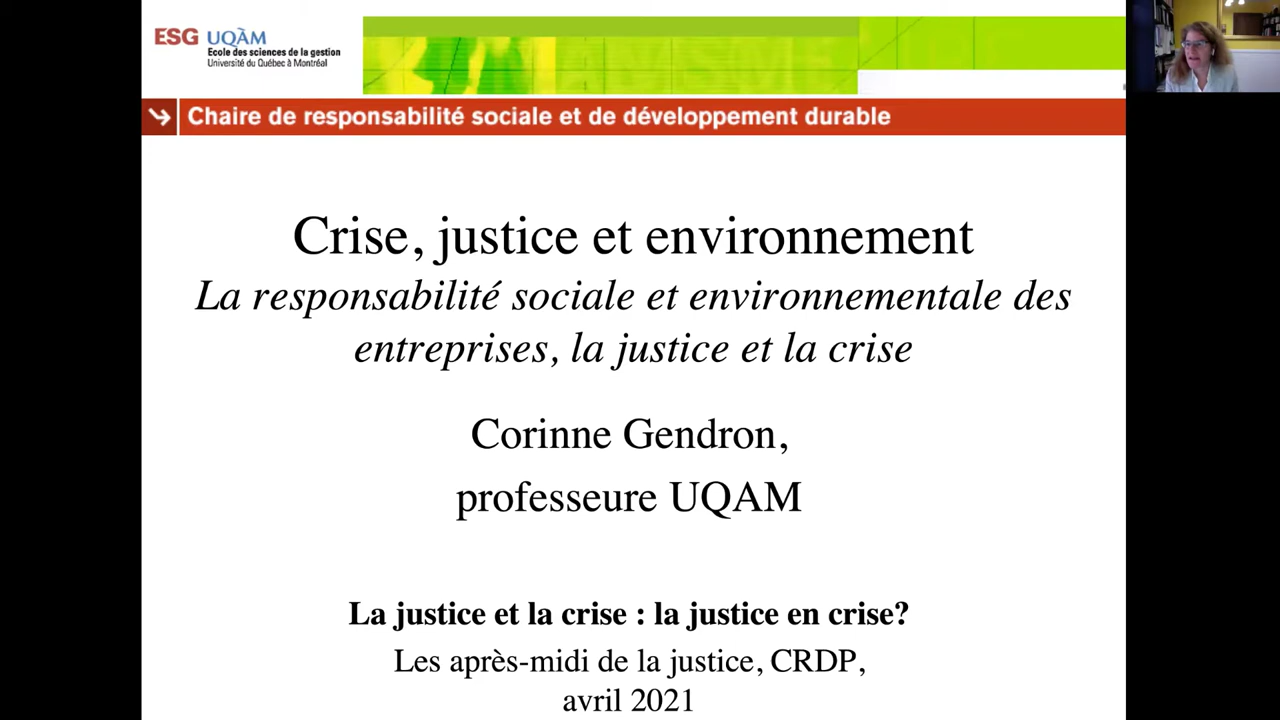 ESG UQÀM
École des sciences de la gestion
Université du Québec à Montréal
Chaire de responsabilité sociale et de développement durable
Crise, justice et environnement
La responsabilité sociale et environnementale des
entreprises, la justice et la crise
Corinne Gendron,
professeure UQAM
La justice et la crise : la justice en crise?
Les après-midi de la justice, CRDP,
avril 2021